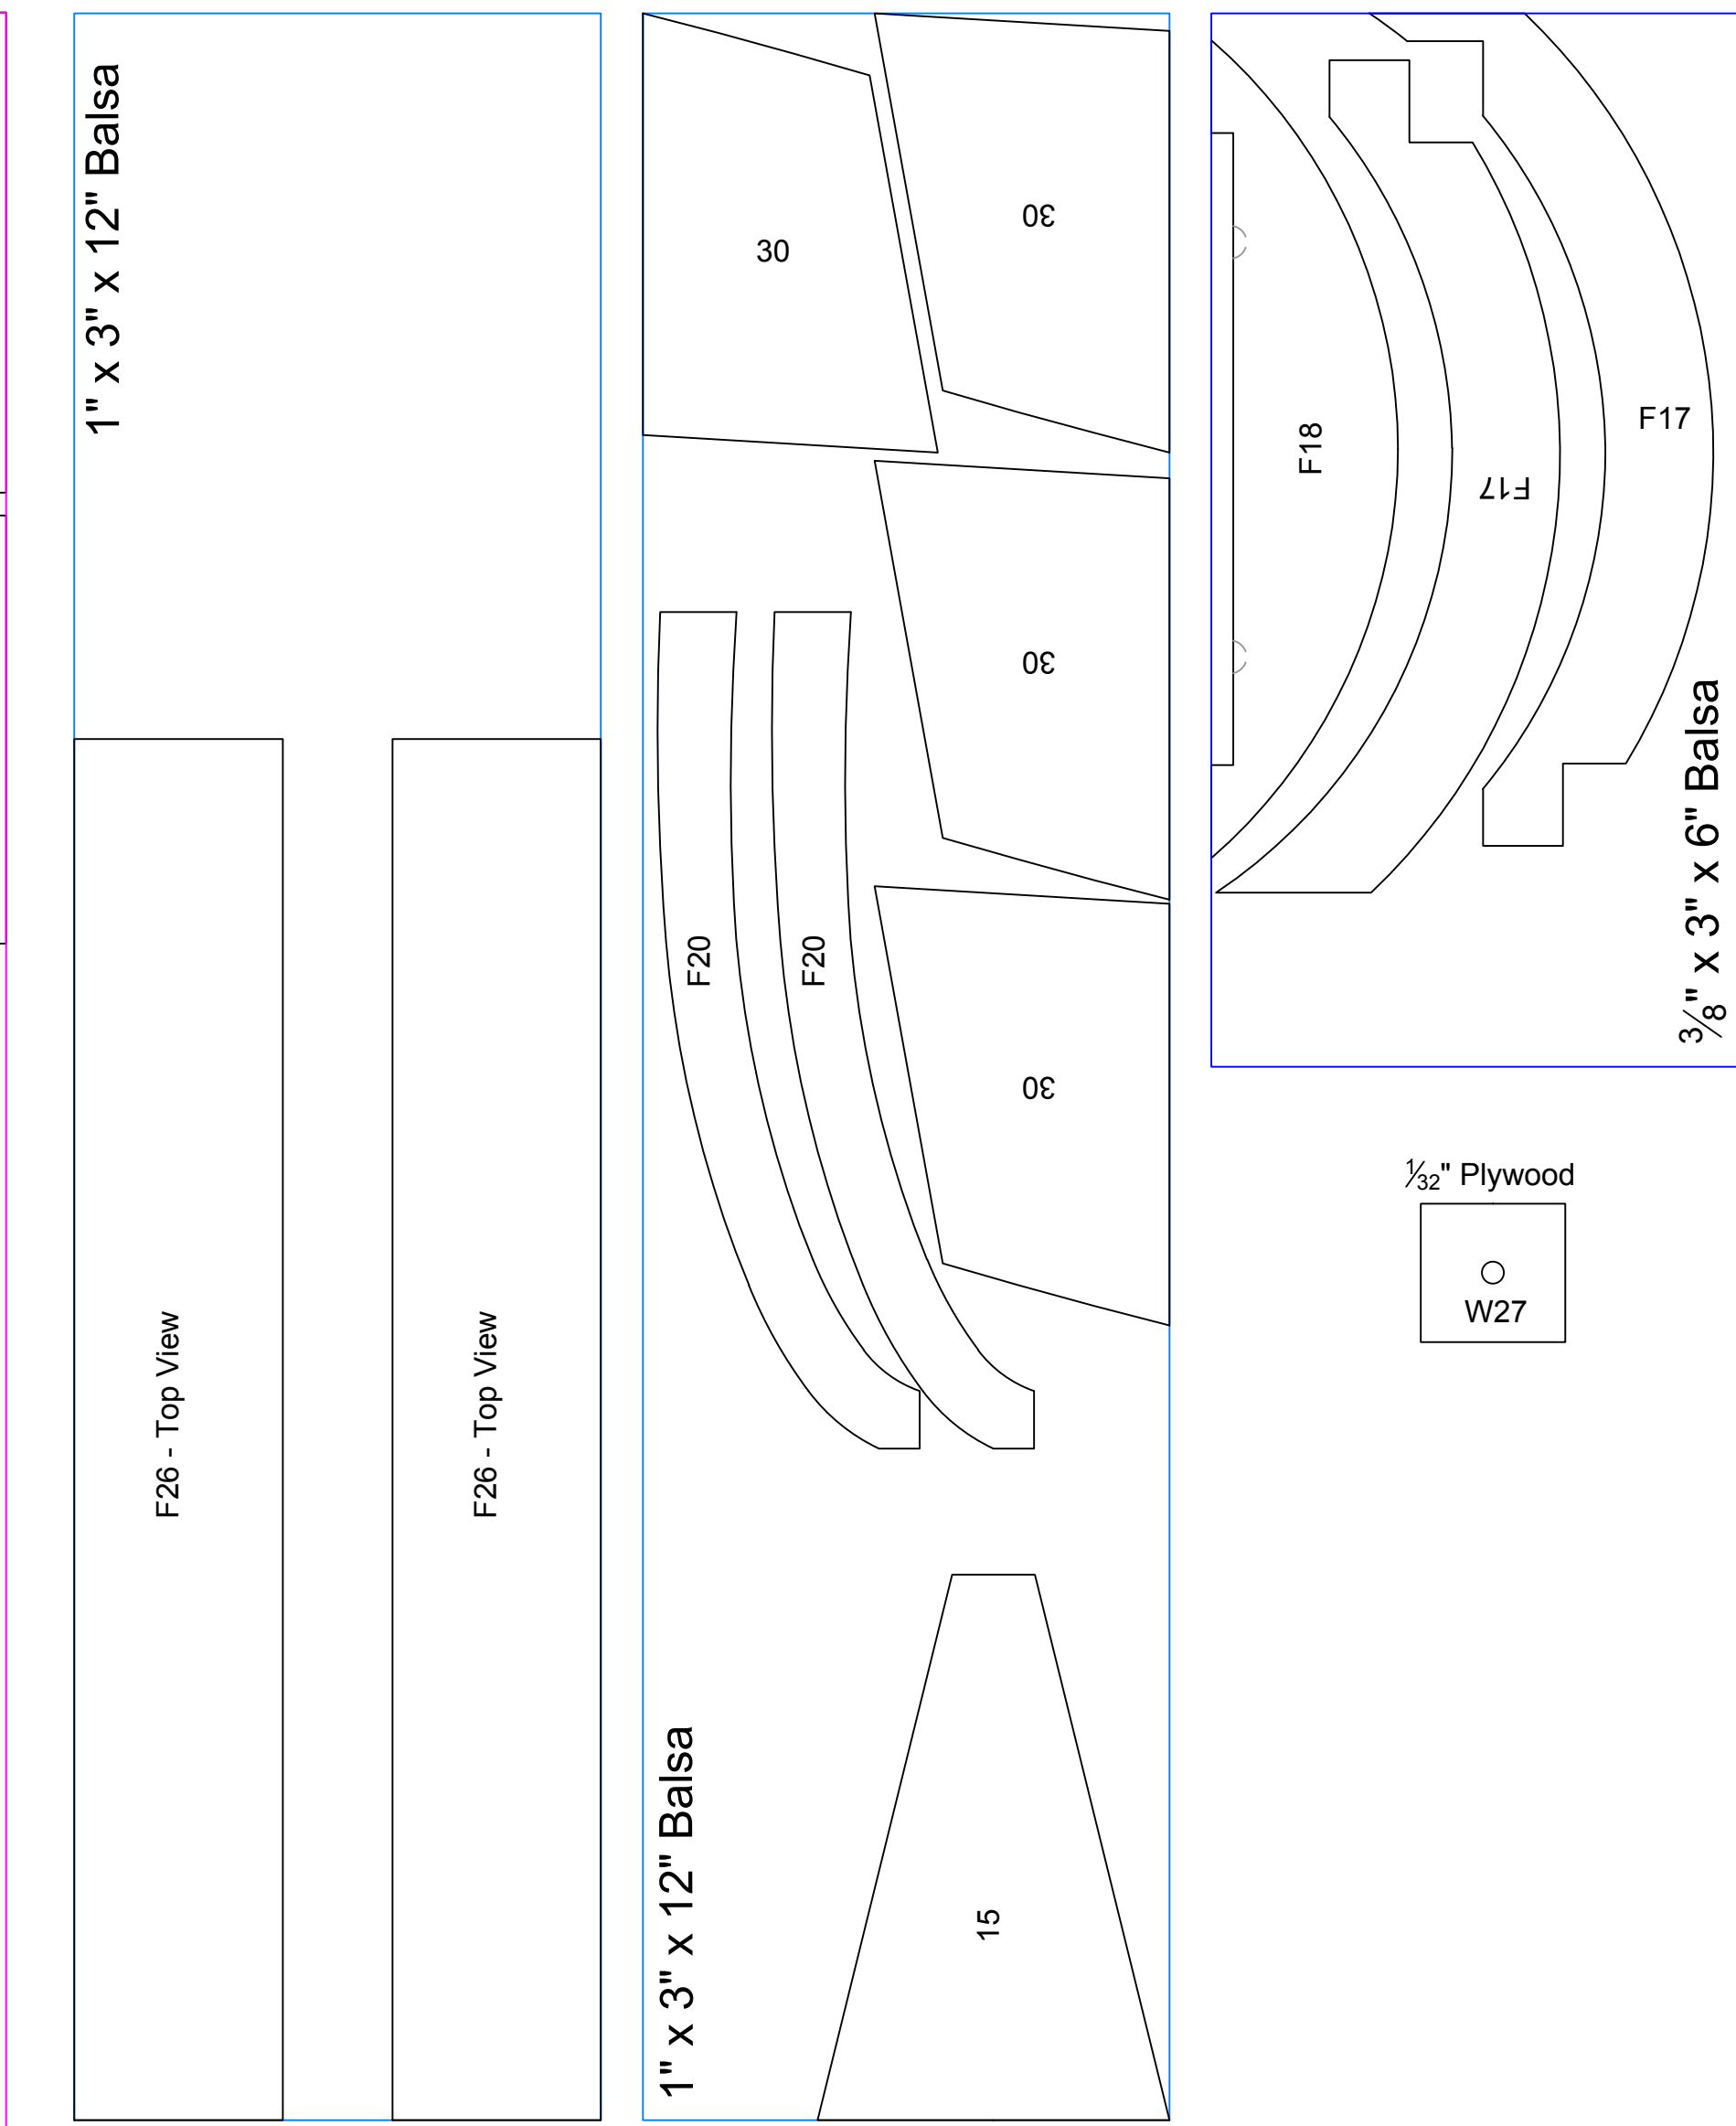 1" x 3" x 12" Balsa
F26 - Top View
F26 - Top View
30
30
30
30
F20
F20
1" x 3" x 12" Balsa
15
F18
F17
F17
3⁄8" x 3" x 6" Balsa
1⁄32" Plywood
W27